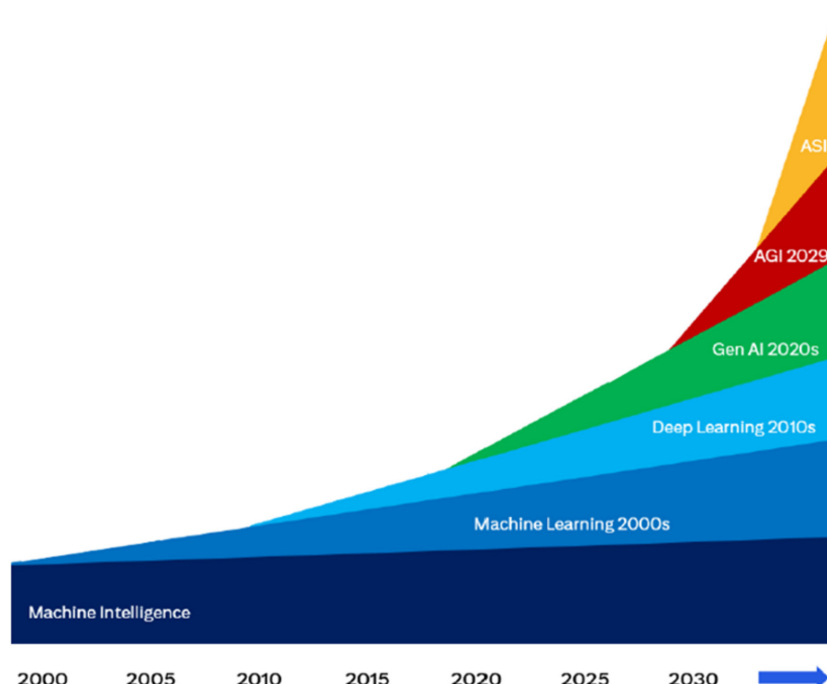 ASI
AGI 2029
Gen AI 2020s
Deep Learning 2010s
Machine Learning 2000s
Machine Intelligence
2000 2005 2010 2015 2020 2025 2030